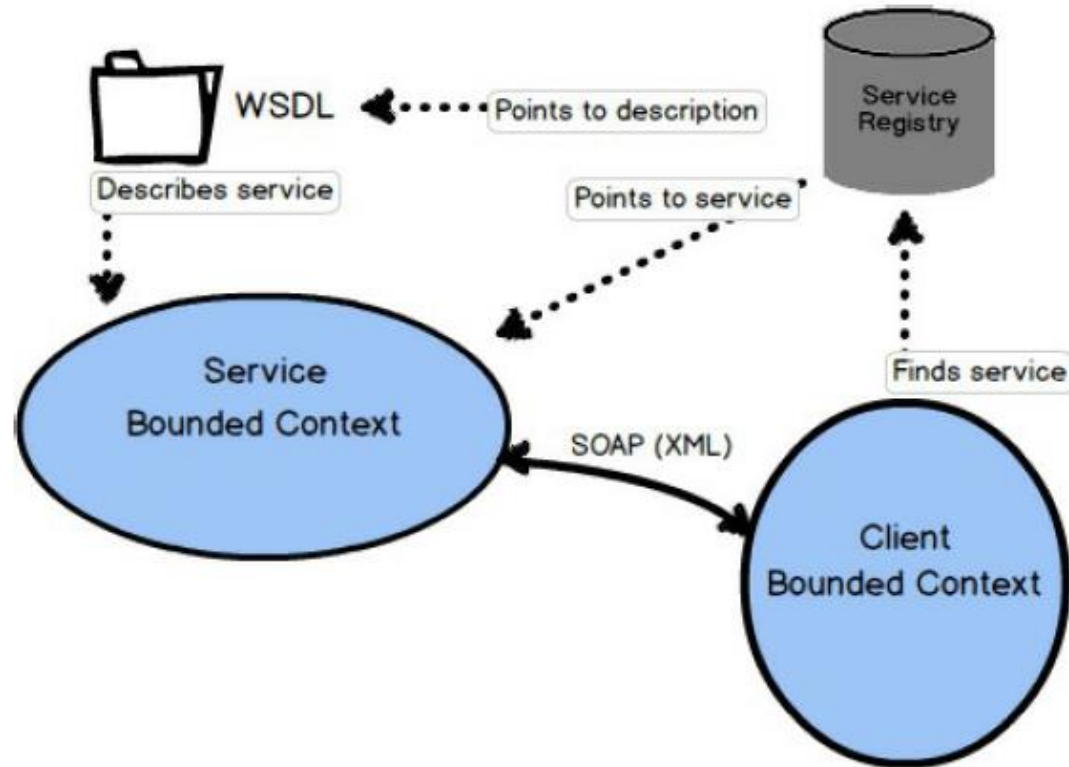 WSDL
Points to description
Service
Registry
Describes service
Points to service
Finds service
Service
Bounded Context
SOAP (XML)
Client
Bounded Context